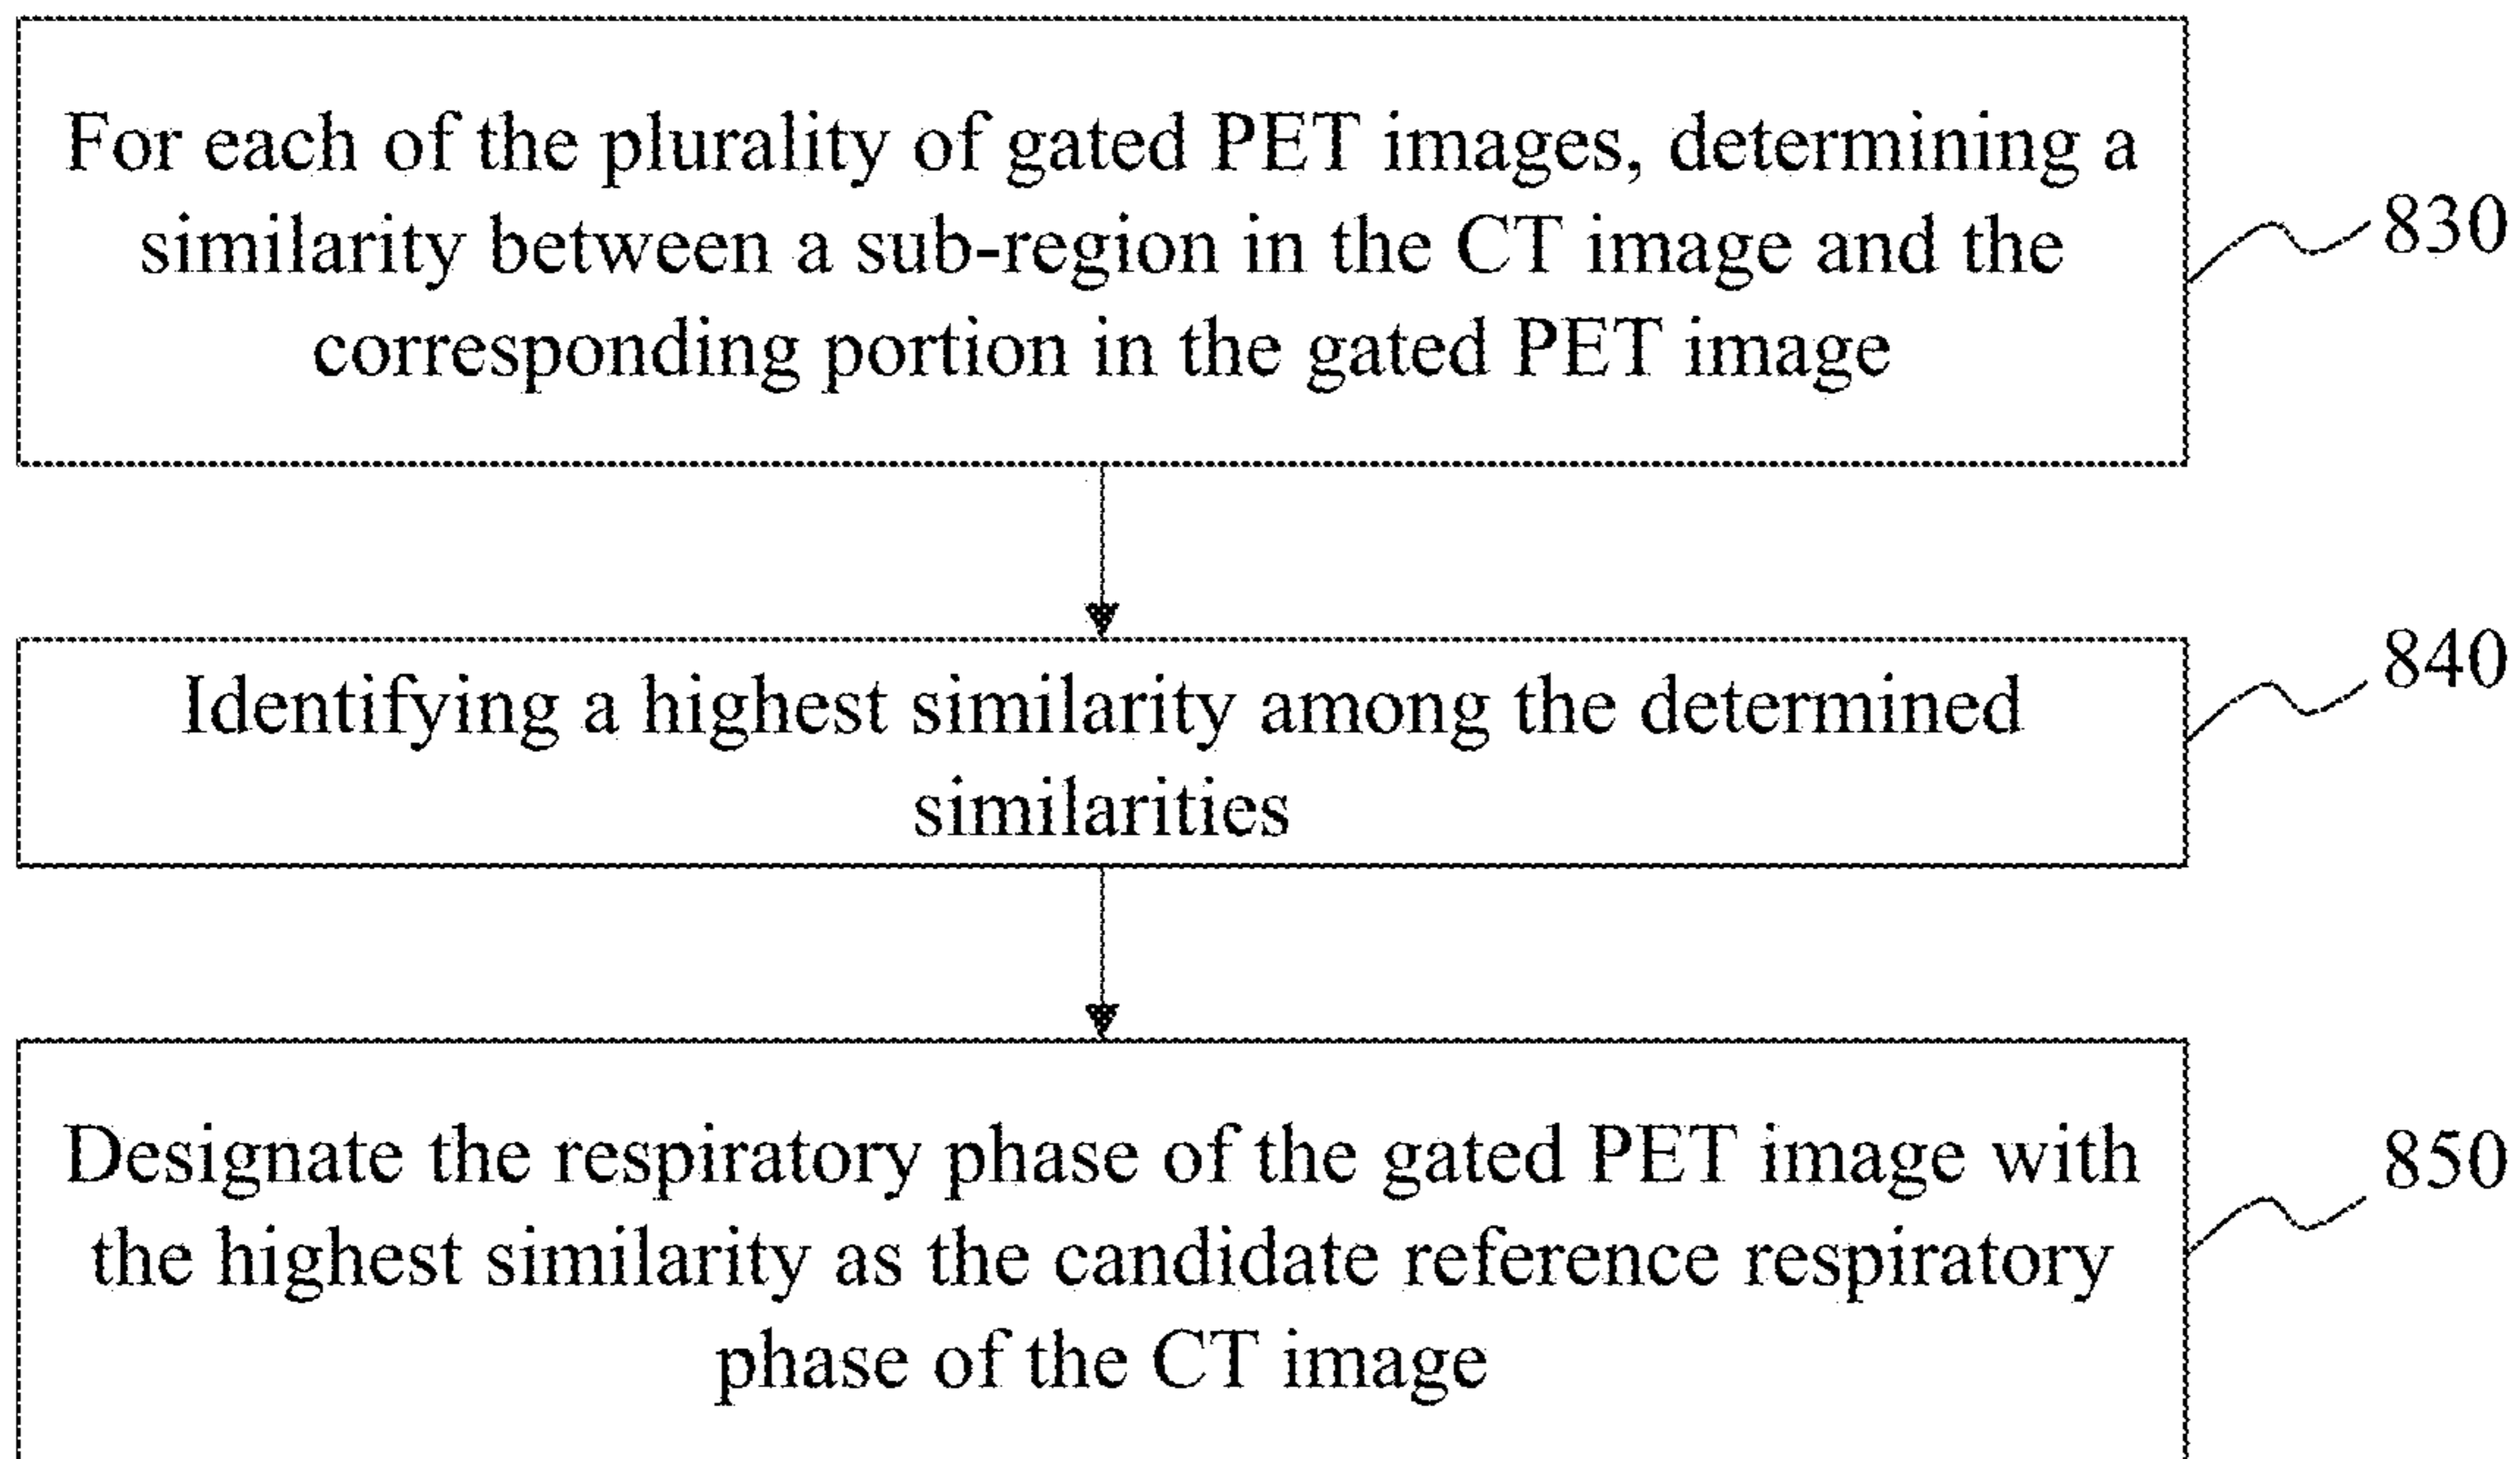 For each of the plurality of gated PET images, determining a
similarity between a sub-region in the CT image and the
corresponding portion in the gated PET image
830
Identifying a highest similarity among the determined
similarities
840
Designate the respiratory phase of the gated PET image with
the highest similarity as the candidate reference respiratory
phase of the CT image
850